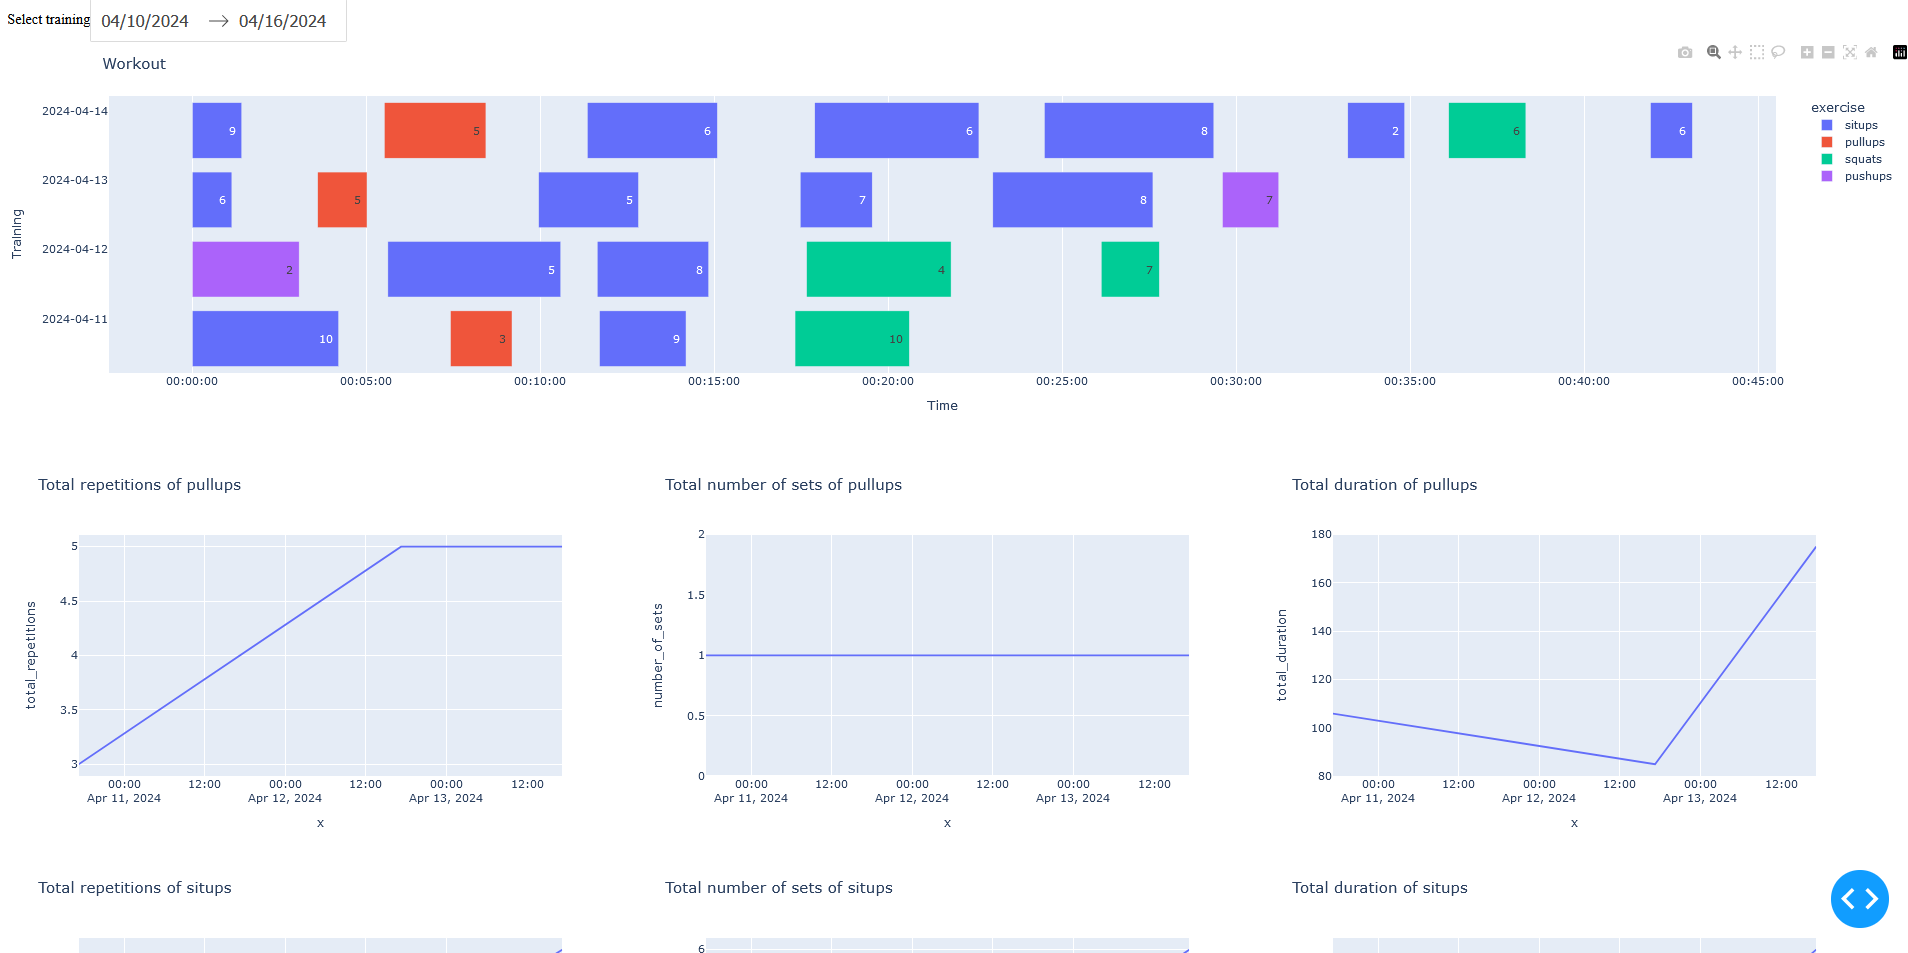 Select training 04/10/2024 → 04/16/2024
Workout
exercise
situps
pullups
squats
pushups
Training
2024-04-14
9 5 6 6 8 2 6 6
2024-04-13
6 5 5 7 8 7
2024-04-12
2 5 8 4 7
2024-04-11
10 3 9 10
00:00:00 00:05:00 00:10:00 00:15:00 00:20:00 00:25:00 00:30:00 00:35:00 00:40:00 00:45:00
Time
Total repetitions of pullups
total_repetitions
5
4.5
4
3.5
3
00:00 12:00 00:00 12:00 00:00 12:00
Apr 11, 2024 Apr 12, 2024 Apr 13, 2024
x
Total number of sets of pullups
number_of_sets
2
1.5
1
0.5
0
00:00 12:00 00:00 12:00 00:00 12:00
Apr 11, 2024 Apr 12, 2024 Apr 13, 2024
x
Total duration of pullups
total_duration
180
160
140
120
100
80
00:00 12:00 00:00 12:00 00:00 12:00
Apr 11, 2024 Apr 12, 2024 Apr 13, 2024
x
Total repetitions of situps
Total number of sets of situps
6
Total duration of situps